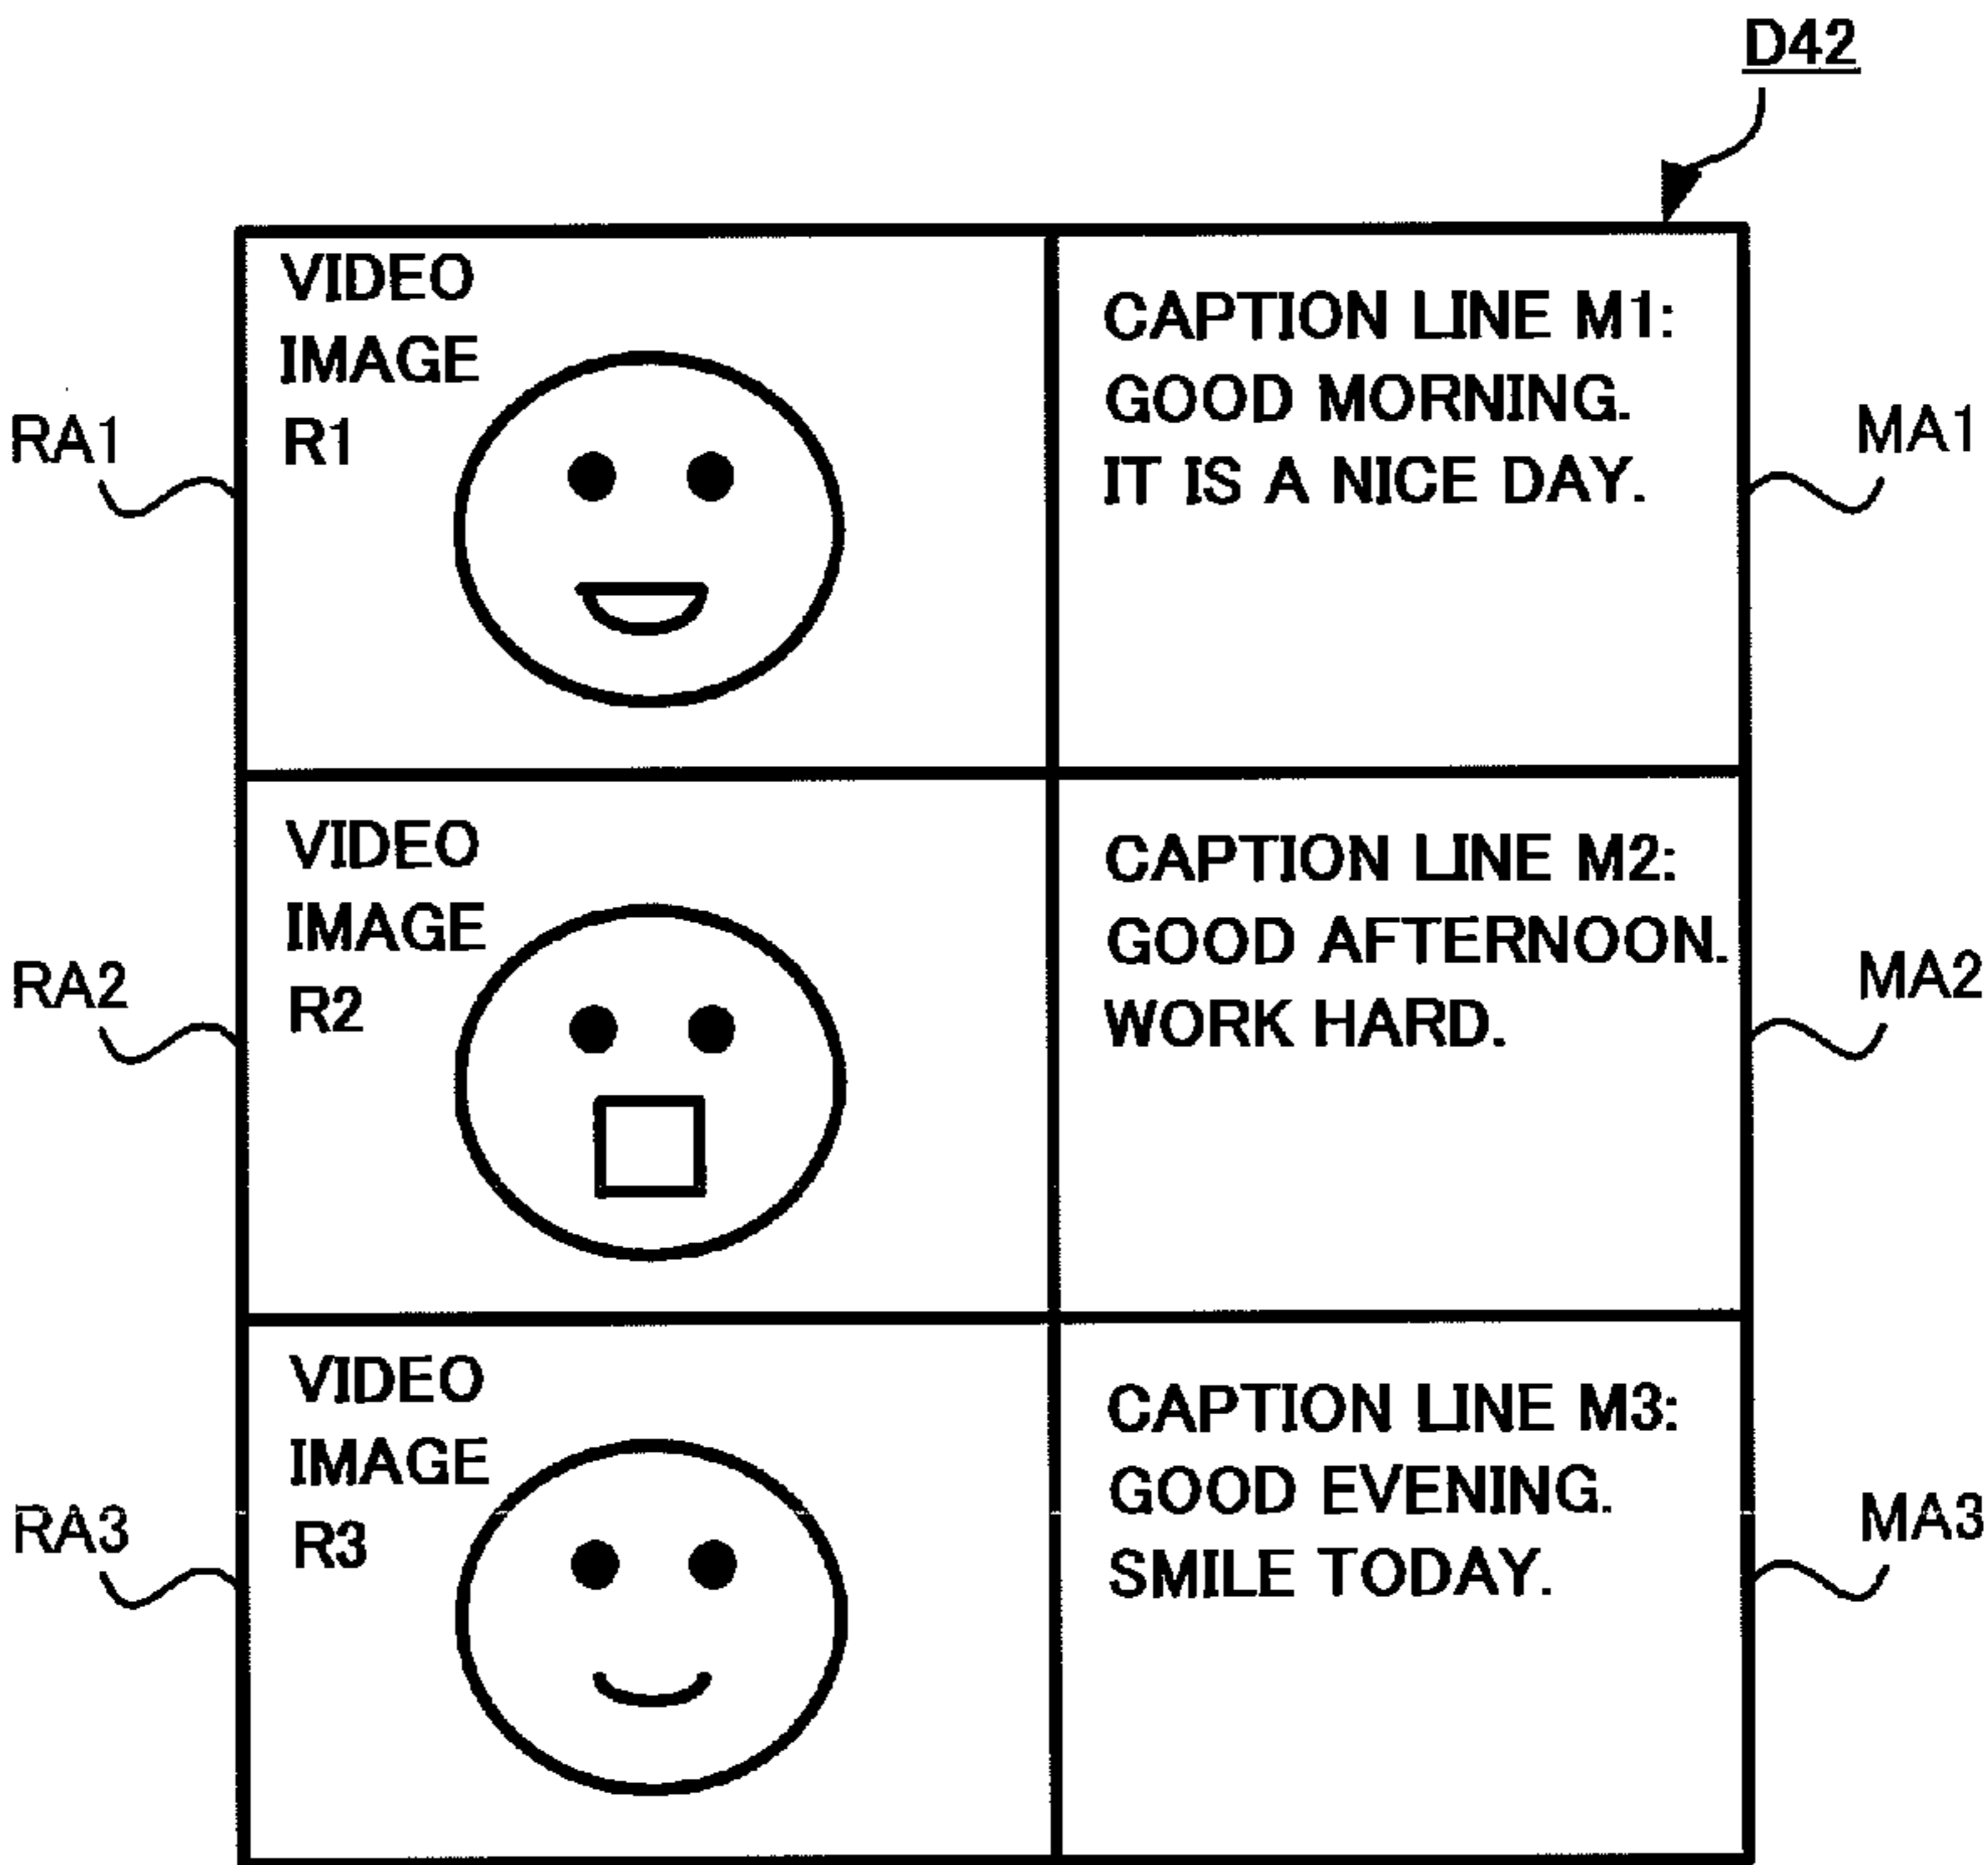 D42
VIDEO
IMAGE
R1
CAPTION LINE M1:
GOOD MORNING.
IT IS A NICE DAY.
RA1
MA1
VIDEO
IMAGE
R2
CAPTION LINE M2:
GOOD AFTERNOON.
WORK HARD.
RA2
MA2
VIDEO
IMAGE
R3
CAPTION LINE M3:
GOOD EVENING.
SMILE TODAY.
RA3
MA3